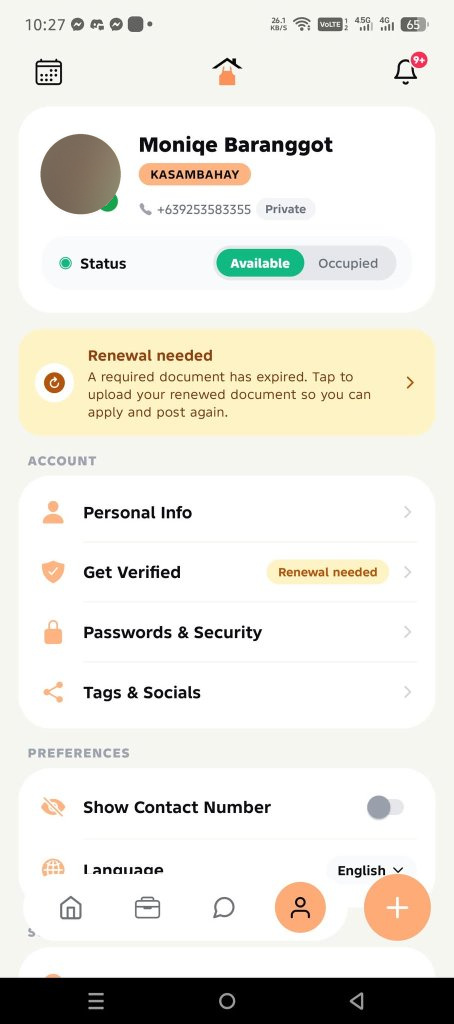 10:27
26.1 KB/S VoLTE 1 2 4.5G 4G 65
9+
Moniqe Baranggot
KASAMBAHAY
+639253583355 Private
Status Available Occupied
Renewal needed
A required document has expired. Tap to
upload your renewed document so you can
apply and post again.
ACCOUNT
Personal Info
Get Verified Renewal needed
Passwords & Security
Tags & Socials
PREFERENCES
Show Contact Number
Language English
S